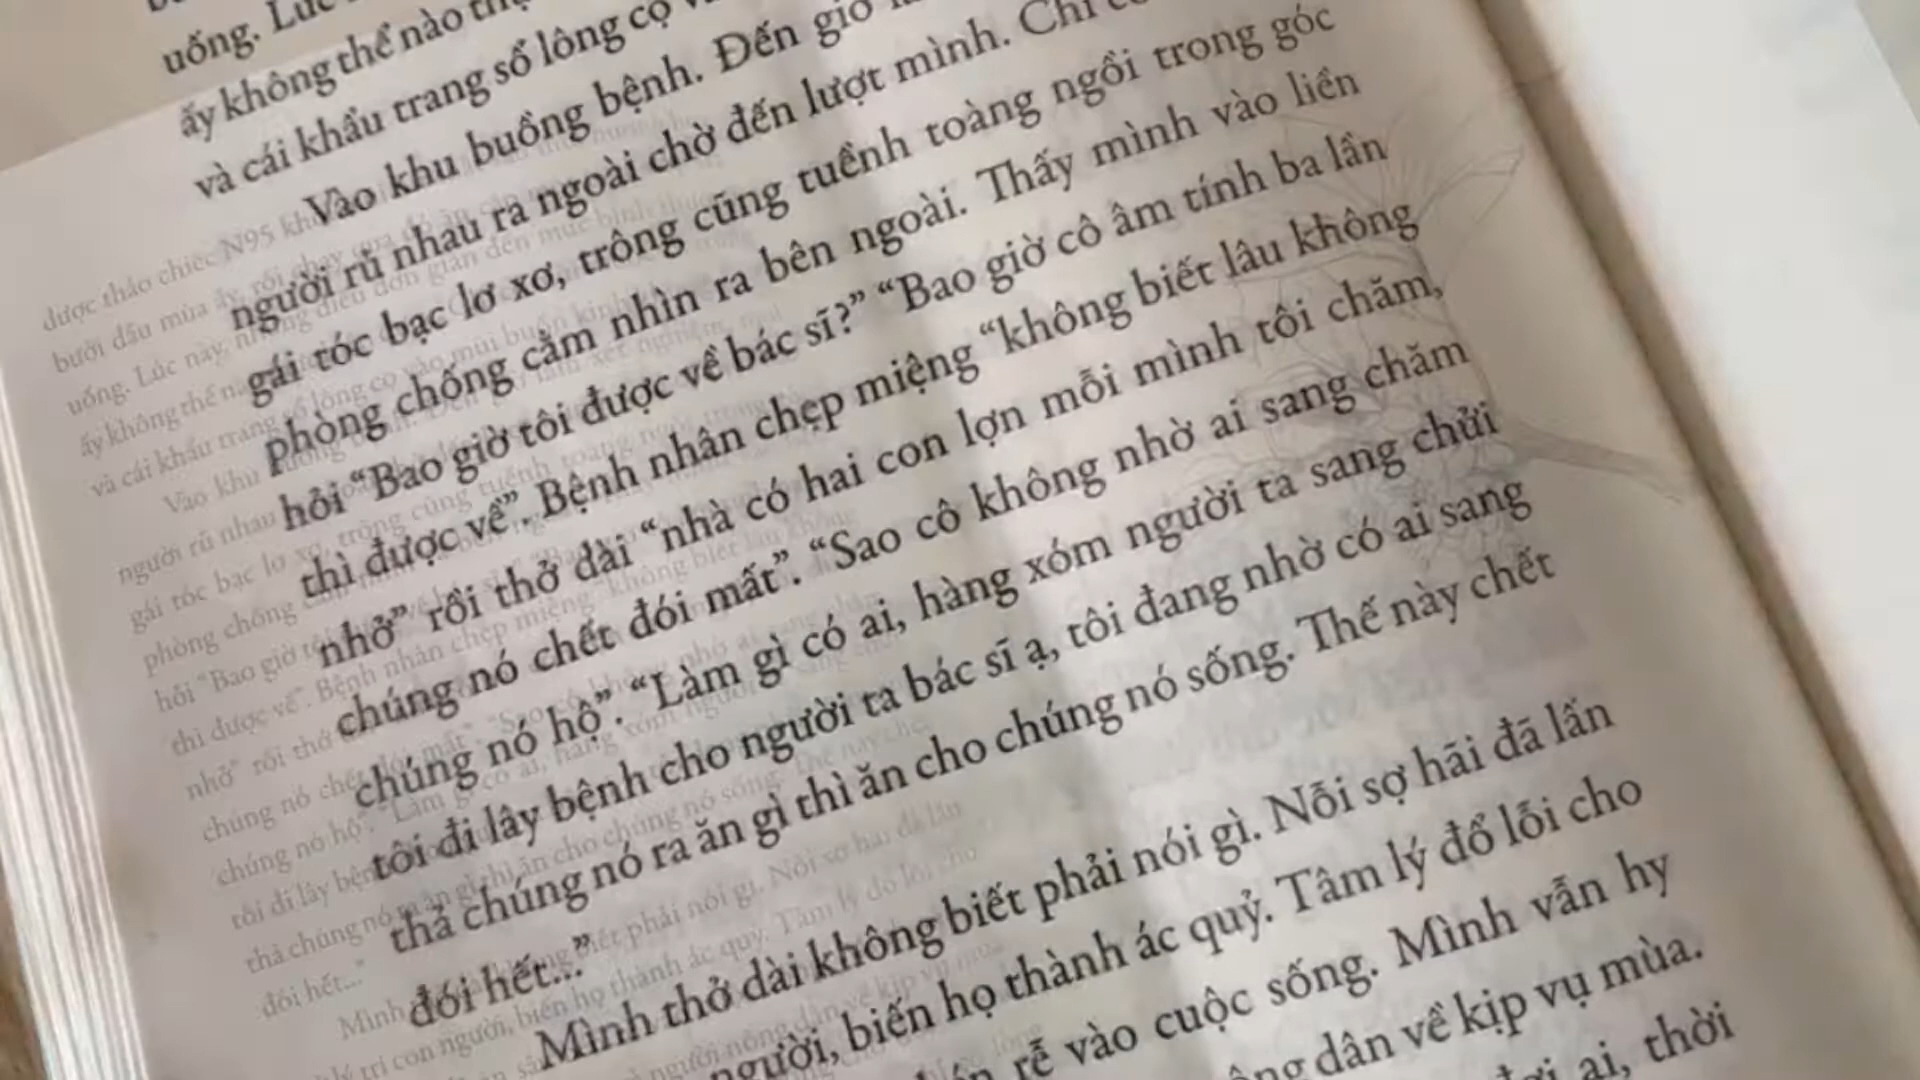 uống. Lúc
ấy không thể nào
và cái khẩu trang sổ lông cọ
Vào khu buồng bệnh. Đến giờ
người rủ nhau ra ngoài chờ đến lượt mình. Chỉ
gái tóc bạc lơ xơ, trông cũng tuềnh toàng ngồi trong góc
phòng chống cằm nhìn ra bên ngoài. Thấy mình vào liền
hỏi “Bao giờ tôi được về bác sĩ?” “Bao giờ cô âm tính ba lần
thì được về”. Bệnh nhân chẹp miệng “không biết lâu không
nhở” rồi thở dài “nhà có hai con lợn mỗi mình tôi chăm,
chúng nó chết đói mất”. “Sao cô không nhờ ai sang chăm
chúng nó hộ”. “Làm gì có ai, hàng xóm người ta sang chửi
tôi đi lây bệnh cho người ta bác sĩ ạ, tôi đang nhờ có ai sang
thả chúng nó ra ăn gì thì ăn cho chúng nó sống. Thế này chết
đói hết...”
Mình thở dài không biết phải nói gì. Nỗi sợ hãi đã lấn
người, biến họ thành ác quỷ. Tâm lý đổ lỗi cho
rễ vào cuộc sống. Mình vẫn hy
dân về kịp vụ mùa.
ai, thời